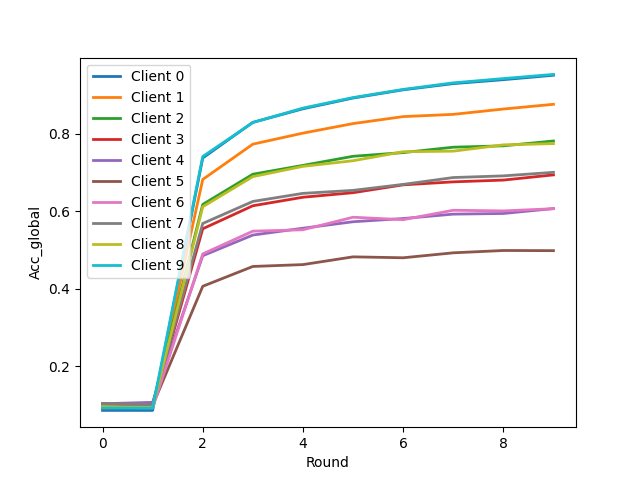 Client 0
Client 1
Client 2
Client 3
Client 4
Client 5
Client 6
Client 7
Client 8
Client 9
0.8
0.6
0.4
0.2
Acc_global
0 2 4 6 8
Round